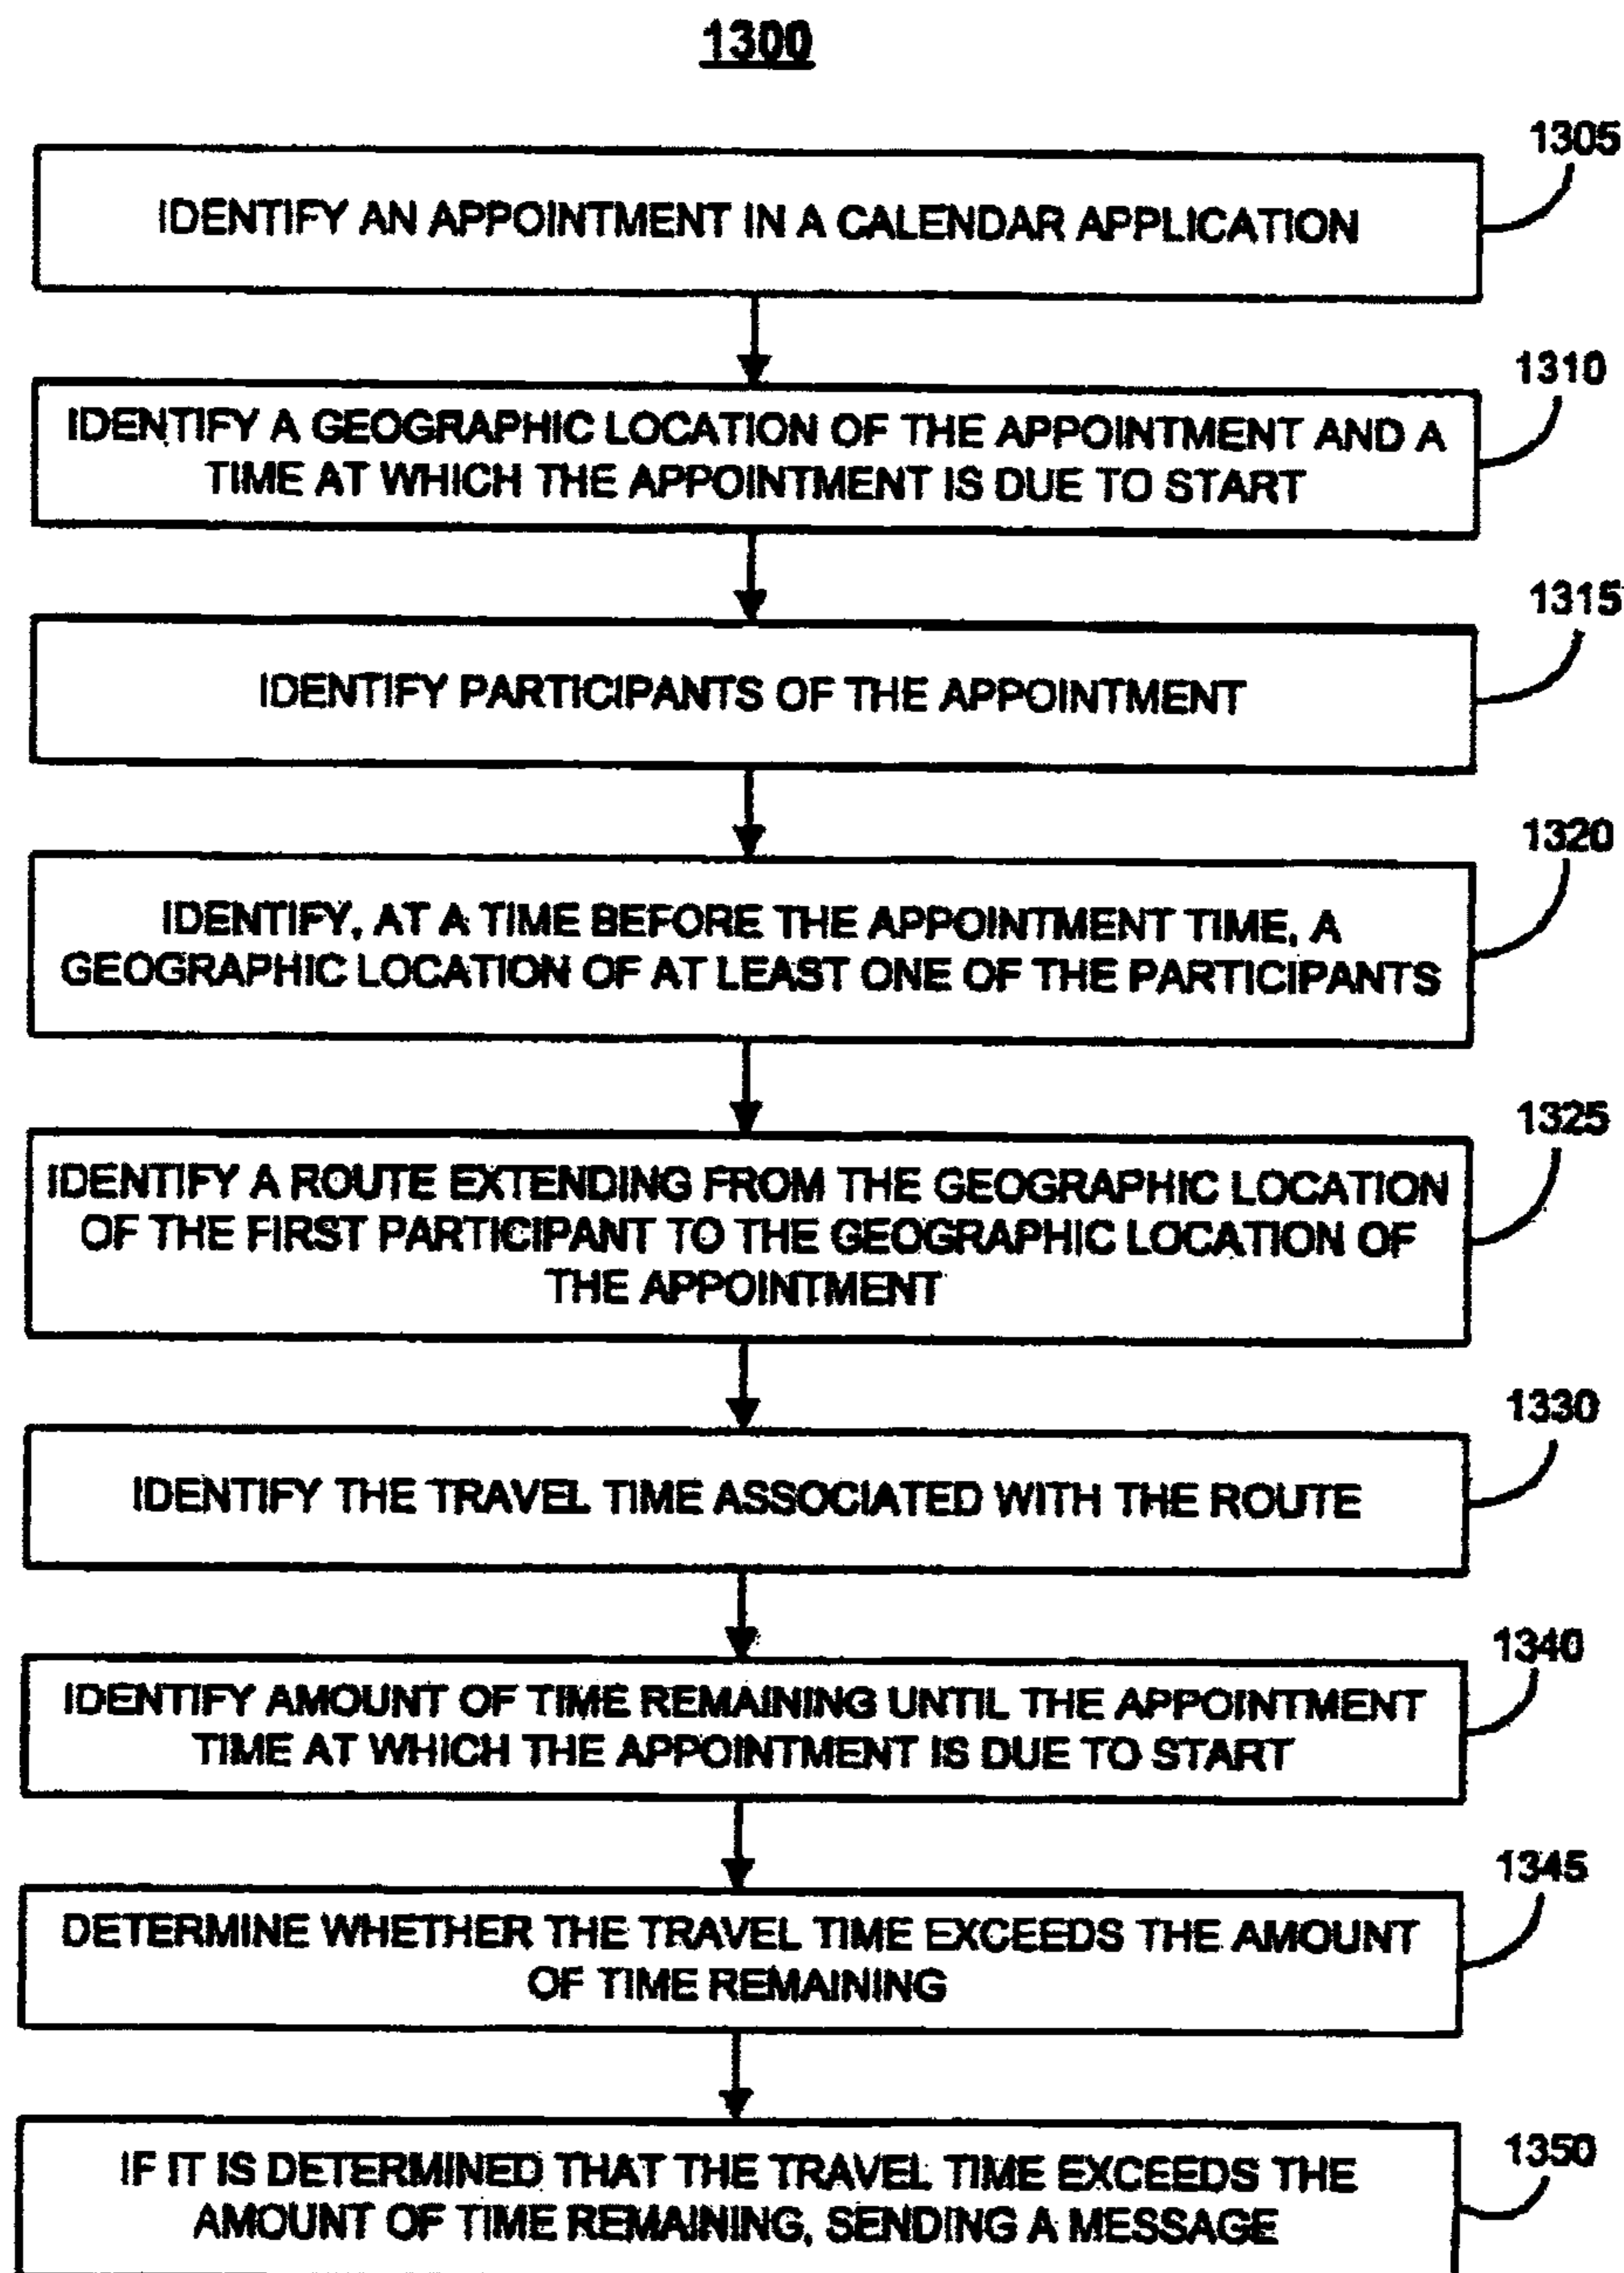 1300
1305
IDENTIFY AN APPOINTMENT IN A CALENDAR APPLICATION
1310
IDENTIFY A GEOGRAPHIC LOCATION OF THE APPOINTMENT AND A
TIME AT WHICH THE APPOINTMENT IS DUE TO START
1315
IDENTIFY PARTICIPANTS OF THE APPOINTMENT
1320
IDENTIFY, AT A TIME BEFORE THE APPOINTMENT TIME, A
GEOGRAPHIC LOCATION OF AT LEAST ONE OF THE PARTICIPANTS
1325
IDENTIFY A ROUTE EXTENDING FROM THE GEOGRAPHIC LOCATION
OF THE FIRST PARTICIPANT TO THE GEOGRAPHIC LOCATION OF
THE APPOINTMENT
1330
IDENTIFY THE TRAVEL TIME ASSOCIATED WITH THE ROUTE
1340
IDENTIFY AMOUNT OF TIME REMAINING UNTIL THE APPOINTMENT
TIME AT WHICH THE APPOINTMENT IS DUE TO START
1345
DETERMINE WHETHER THE TRAVEL TIME EXCEEDS THE AMOUNT
OF TIME REMAINING
1350
IF IT IS DETERMINED THAT THE TRAVEL TIME EXCEEDS THE
AMOUNT OF TIME REMAINING, SENDING A MESSAGE